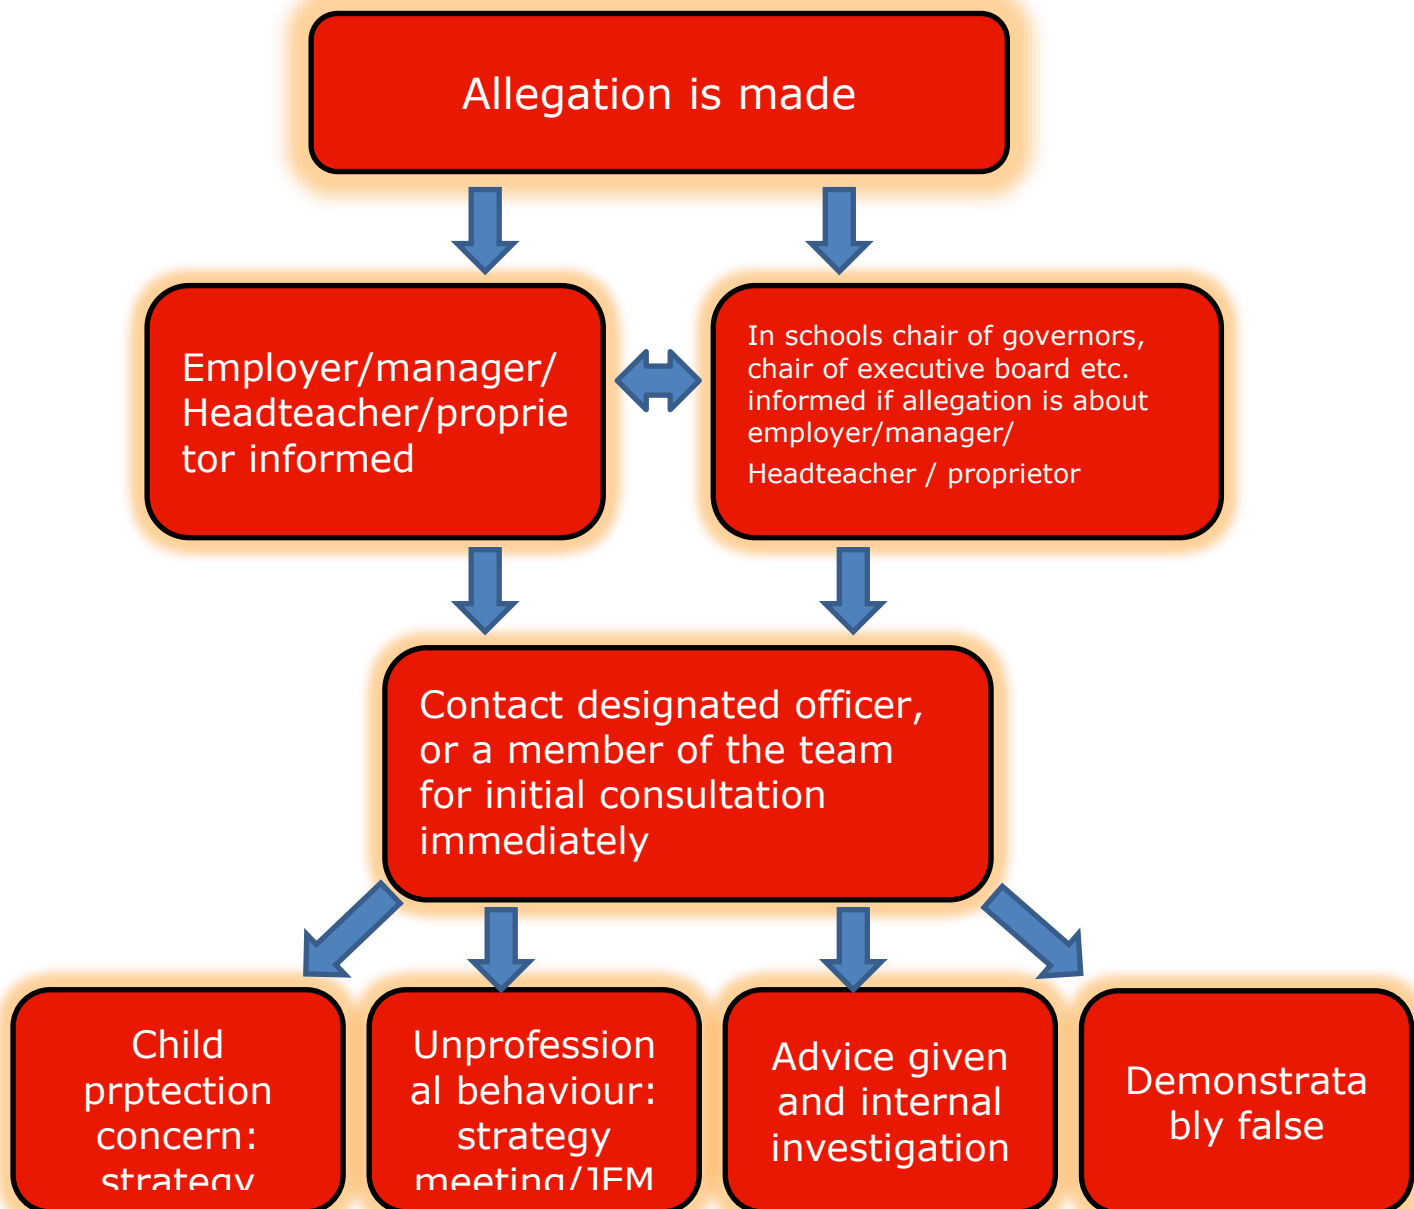 Allegation is made
Employer/manager/
Headteacher/proprie
tor informed
In schools chair of governors,
chair of executive board etc.
informed if allegation is about
employer/manager/
Headteacher / proprietor
Contact designated officer,
or a member of the team
for initial consultation
immediately
Child
prptection
concern:
strategy
Unprofession
al behaviour:
strategy
meeting/
Advice given
and internal
investigation
Demonstrata
bly false